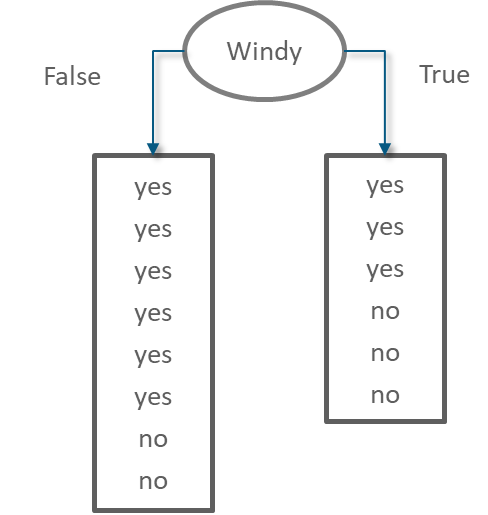 Windy
False
True
yes
yes
yes
yes
yes
yes
no
no
yes
yes
yes
no
no
no